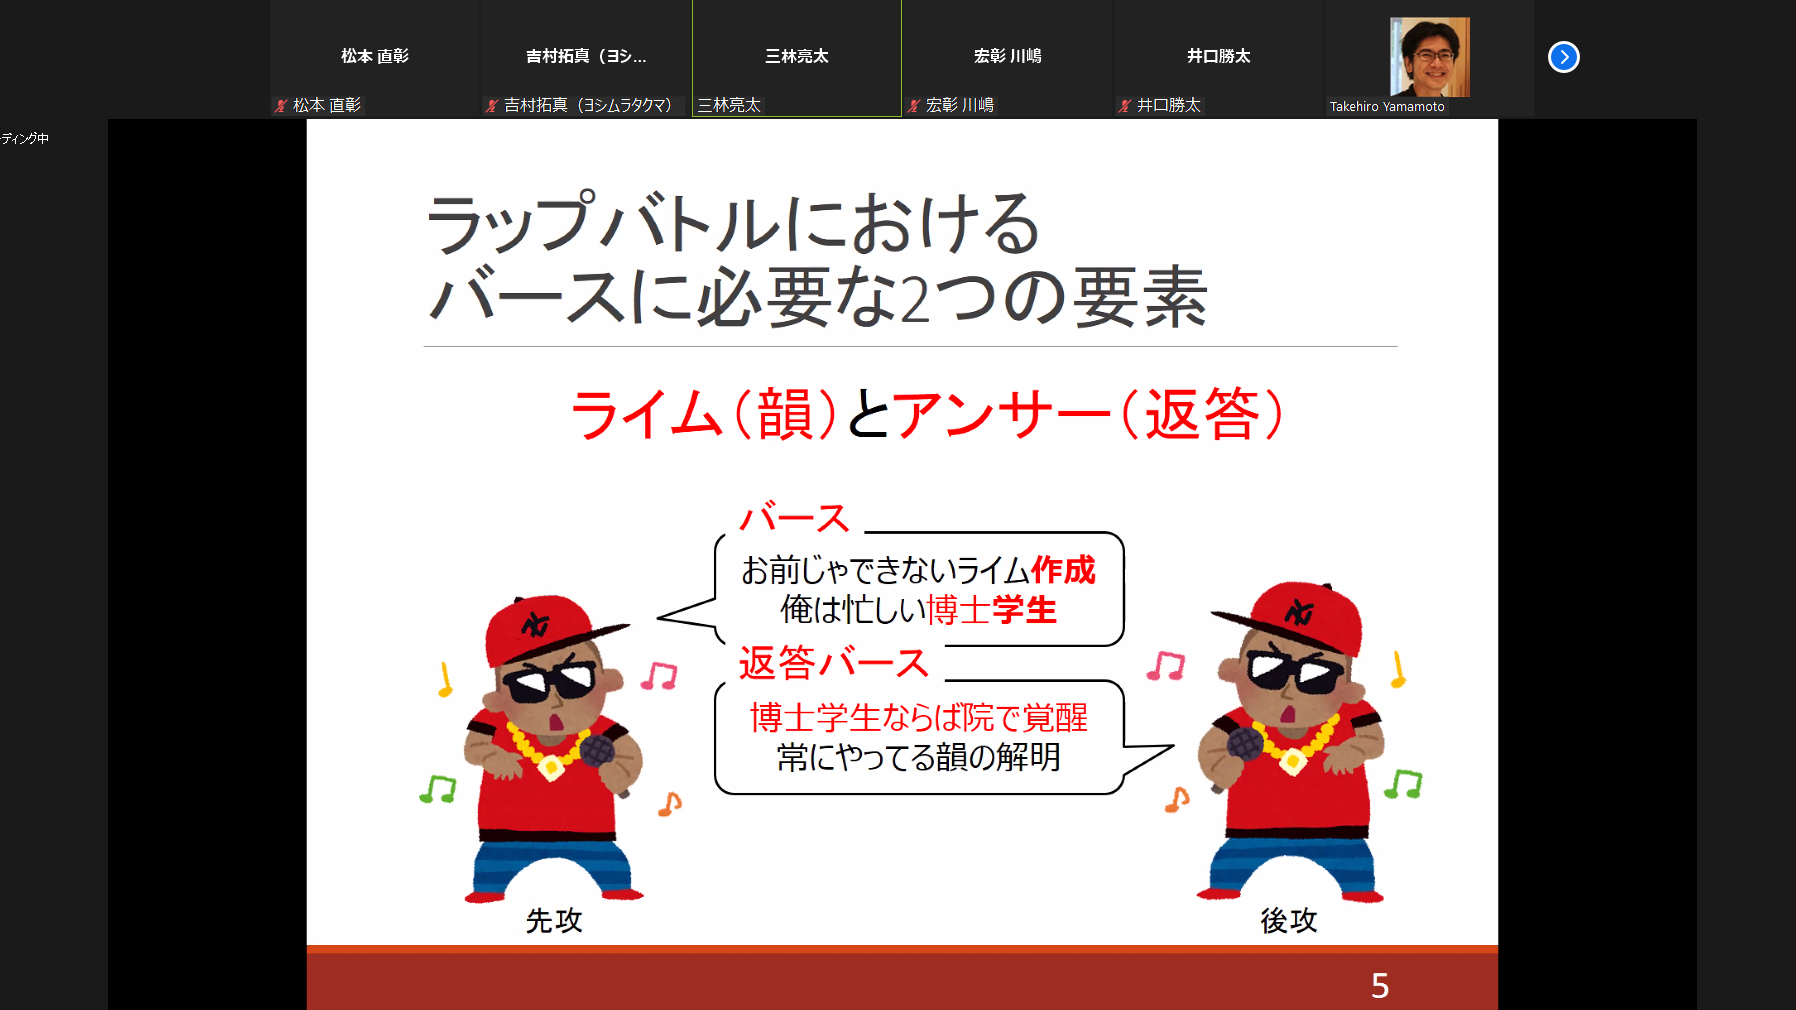 松本 直彰
吉村拓真（ヨシ...
三林亮太
宏彰 川嶋
井口勝太
松本 直彰
吉村拓真（ヨシムラタクマ）
三林亮太
宏彰 川嶋
井口勝太
Takehiro Yamamoto
ーディング中
ラップバトルにおける
バースに必要な2つの要素
ライム（韻）とアンサー（返答）
バース
お前じゃできないライム作成
俺は忙しい博士学生
返答バース
博士学生ならば院で覚醒
常にやってる韻の解明
先攻
後攻
5